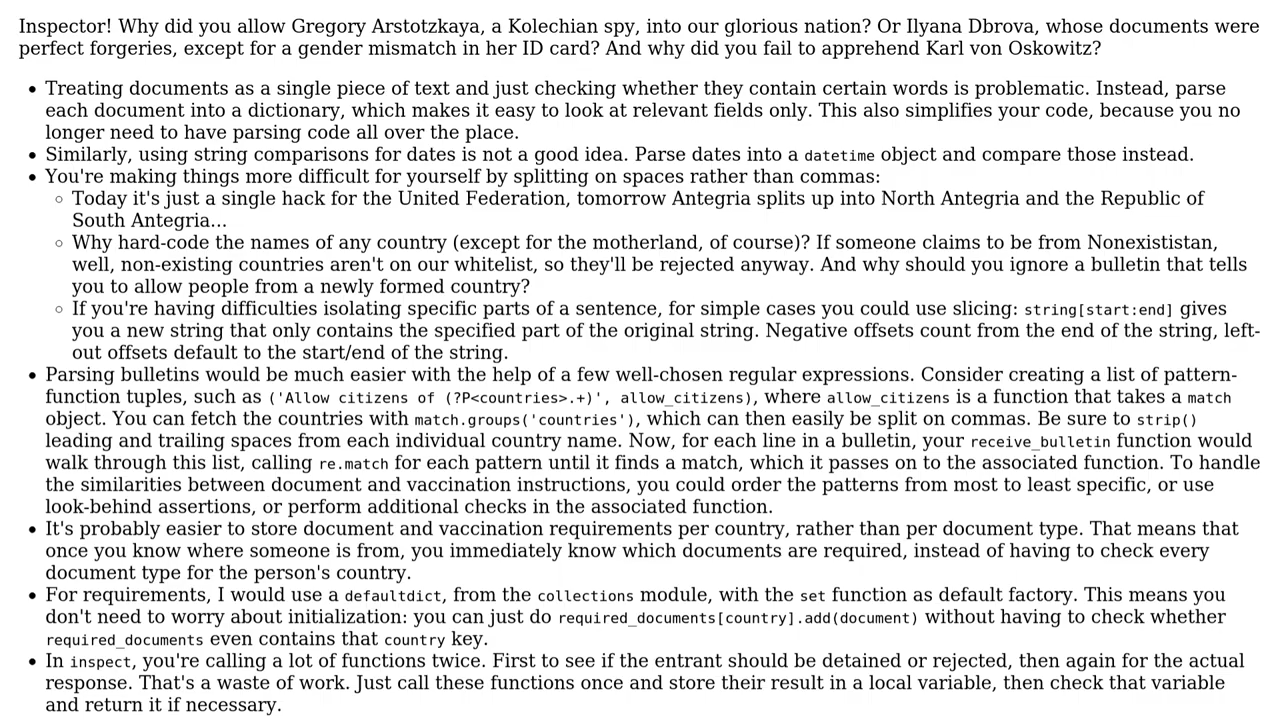 Inspector! Why did you allow Gregory Arstotzkaya, a Kolechian spy, into our glorious nation? Or Ilyana Dbrova, whose documents were
perfect forgeries, except for a gender mismatch in her ID card? And why did you fail to apprehend Karl von Oskowitz?
• Treating documents as a single piece of text and just checking whether they contain certain words is problematic. Instead, parse
each document into a dictionary, which makes it easy to look at relevant fields only. This also simplifies your code, because you no
longer need to have parsing code all over the place.
• Similarly, using string comparisons for dates is not a good idea. Parse dates into a datetime object and compare those instead.
• You're making things more difficult for yourself by splitting on spaces rather than commas:
◦ Today it's just a single hack for the United Federation, tomorrow Antegria splits up into North Antegria and the Republic of
South Antegria...
◦ Why hard-code the names of any country (except for the motherland, of course)? If someone claims to be from Nonexististan,
well, non-existing countries aren't on our whitelist, so they'll be rejected anyway. And why should you ignore a bulletin that tells
you to allow people from a newly formed country?
◦ If you're having difficulties isolating specific parts of a sentence, for simple cases you could use slicing: string[start:end] gives
you a new string that only contains the specified part of the original string. Negative offsets count from the end of the string, left-
out offsets default to the start/end of the string.
• Parsing bulletins would be much easier with the help of a few well-chosen regular expressions. Consider creating a list of pattern-
function tuples, such as ('Allow citizens of (?P<countries>.+)', allow_citizens), where allow_citizens is a function that takes a match
object. You can fetch the countries with match.groups('countries'), which can then easily be split on commas. Be sure to strip()
leading and trailing spaces from each individual country name. Now, for each line in a bulletin, your receive_bulletin function would
walk through this list, calling re.match for each pattern until it finds a match, which it passes on to the associated function. To handle
the similarities between document and vaccination instructions, you could order the patterns from most to least specific, or use
look-behind assertions, or perform additional checks in the associated function.
• It's probably easier to store document and vaccination requirements per country, rather than per document type. That means that
once you know where someone is from, you immediately know which documents are required, instead of having to check every
document type for the person's country.
• For requirements, I would use a defaultdict, from the collections module, with the set function as default factory. This means you
don't need to worry about initialization: you can just do required_documents[country].add(document) without having to check whether
required_documents even contains that country key.
• In inspect, you're calling a lot of functions twice. First to see if the entrant should be detained or rejected, then again for the actual
response. That's a waste of work. Just call these functions once and store their result in a local variable, then check that variable
and return it if necessary.